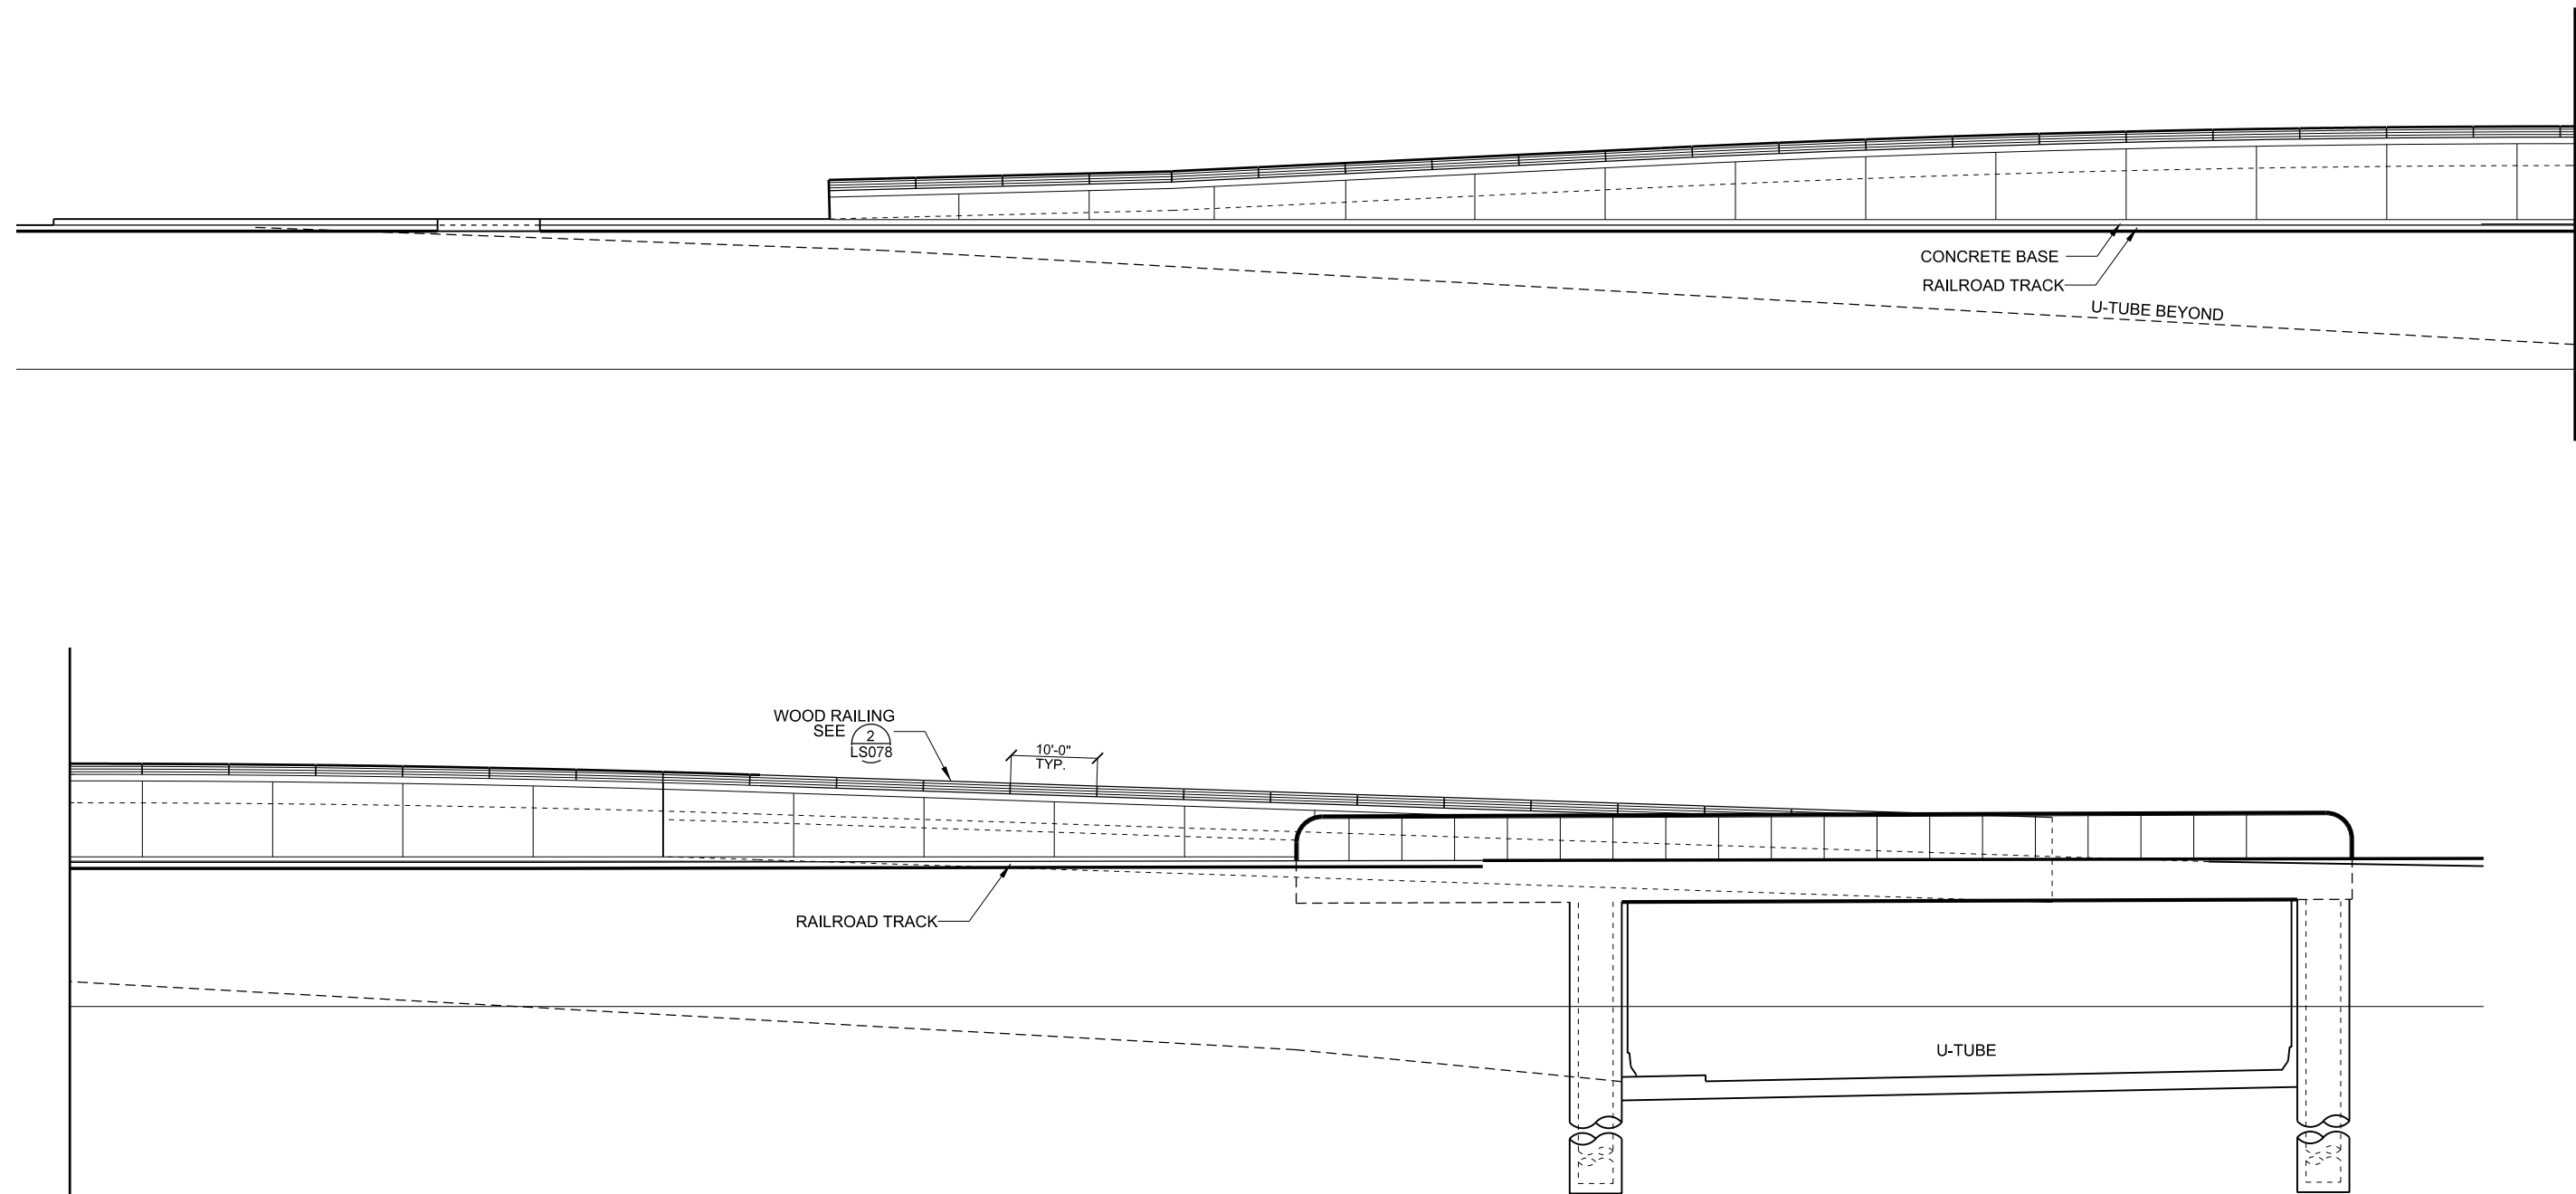 CONCRETE BASE
RAILROAD TRACK
U-TUBE BEYOND
WOOD RAILING
SEE
2
LS078
10'-0"
TYP.
RAILROAD TRACK
U-TUBE